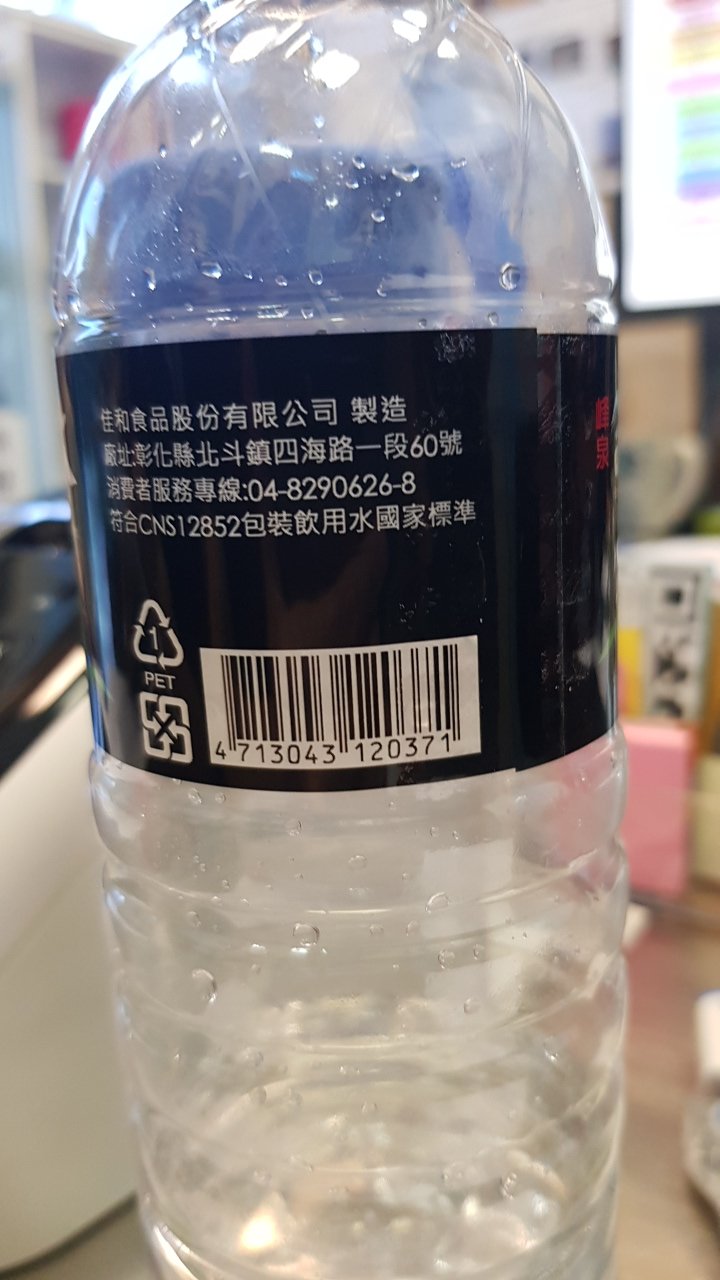 佳和食品股份有限公司 製造
廠址:彰化縣北斗鎮四海路一段60號
消費者服務專線:04-8290626-8
符合CNS12852包裝飲用水國家標準
峰泉
1
PET
4 713043 120371